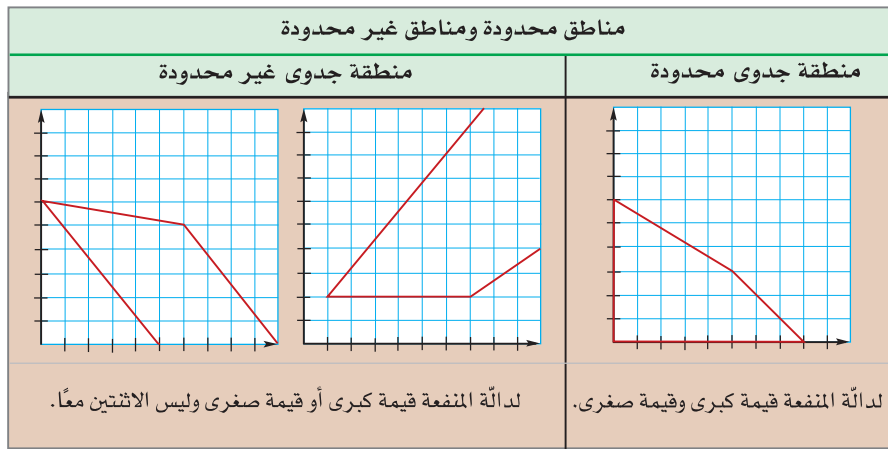 مناطق محدودة ومناطق غير محدودة
منطقة جدوى محدودة
منطقة جدوى غير محدودة
لدالّة المنفعة قيمة كبرى وقيمة صغرى.
لدالّة المنفعة قيمة كبرى أو قيمة صغرى وليس الاثنتين معًا.